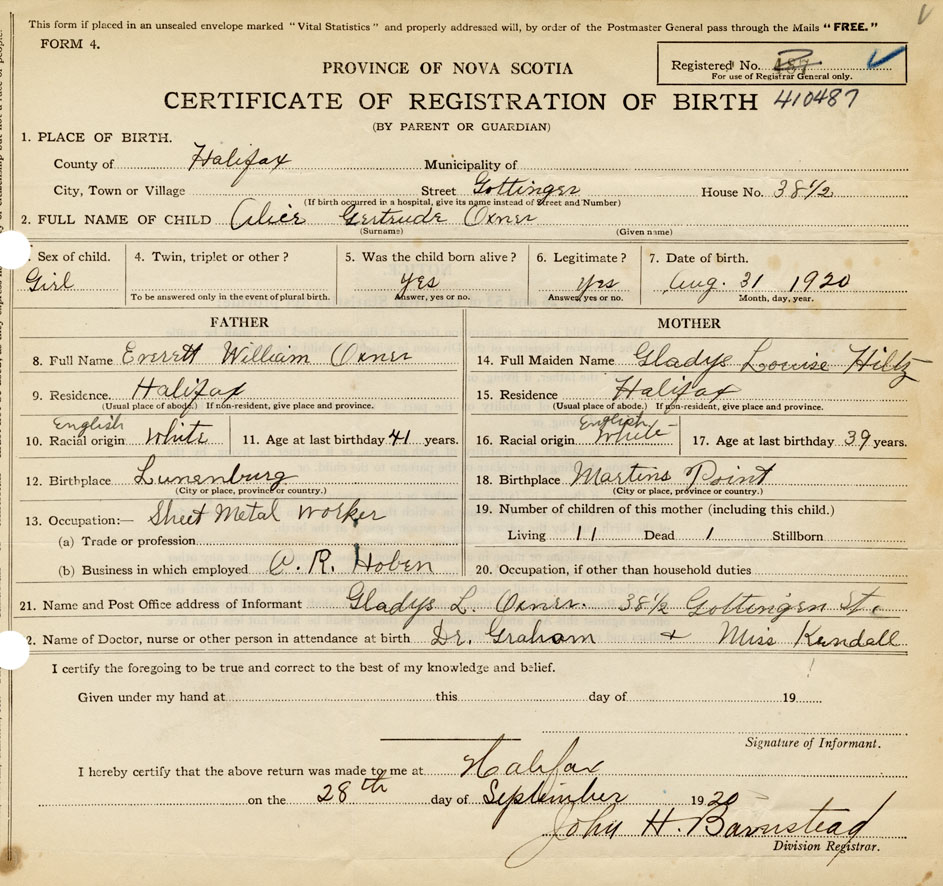 This form if placed in an unsealed envelope marked "Vital Statistics" and properly addressed will, by order of the Postmaster General pass through the Mails "FREE."
FORM 4.
Registered No. 487
For use of Registrar General only.
PROVINCE OF NOVA SCOTIA
CERTIFICATE OF REGISTRATION OF BIRTH 410487
(BY PARENT OR GUARDIAN)
1. PLACE OF BIRTH.
County of Halifax Municipality of
City, Town or Village Street Gottinger House No. 38½
(If birth occurred in a hospital, give its name instead of Street and Number)
2. FULL NAME OF CHILD Alice Gertrude Oxner
(Surname) (Given name)
Sex of child. 4. Twin, triplet or other? 5. Was the child born alive? 6. Legitimate? 7. Date of birth.
Girl Yes Yes Aug. 31 1920
To be answered only in the event of plural birth. Answer, yes or no. Answer, yes or no. Month, day, year.
FATHER MOTHER
8. Full Name Everett William Oxner 14. Full Maiden Name Gladys Louise Hiltz
9. Residence. Halifax 15. Residence Halifax
(Usual place of abode.) If non-resident, give place and province. (Usual place of abode.) If non-resident, give place and province.
English English
10. Racial origin White 11. Age at last birthday 41 years. 16. Racial origin White 17. Age at last birthday 39 years.
12. Birthplace Lunenburg 18. Birthplace Martins Point
(City or place, province or country.) (City or place, province or country.)
13. Occupation:— Sheet Metal Worker 19. Number of children of this mother (including this child.)
(a) Trade or profession Living 11 Dead 1 Stillborn
(b) Business in which employed A. R. Hoben 20. Occupation, if other than household duties
21. Name and Post Office address of Informant Gladys L. Oxner. 38½ Gottingen St.
2. Name of Doctor, nurse or other person in attendance at birth Dr. Graham + Miss Kendall
I certify the foregoing to be true and correct to the best of my knowledge and belief.
Given under my hand at this day of 19
Signature of Informant.
I hereby certify that the above return was made to me at Halifax
on the 28th day of September 1920
John H. Barnstead
Division Registrar.